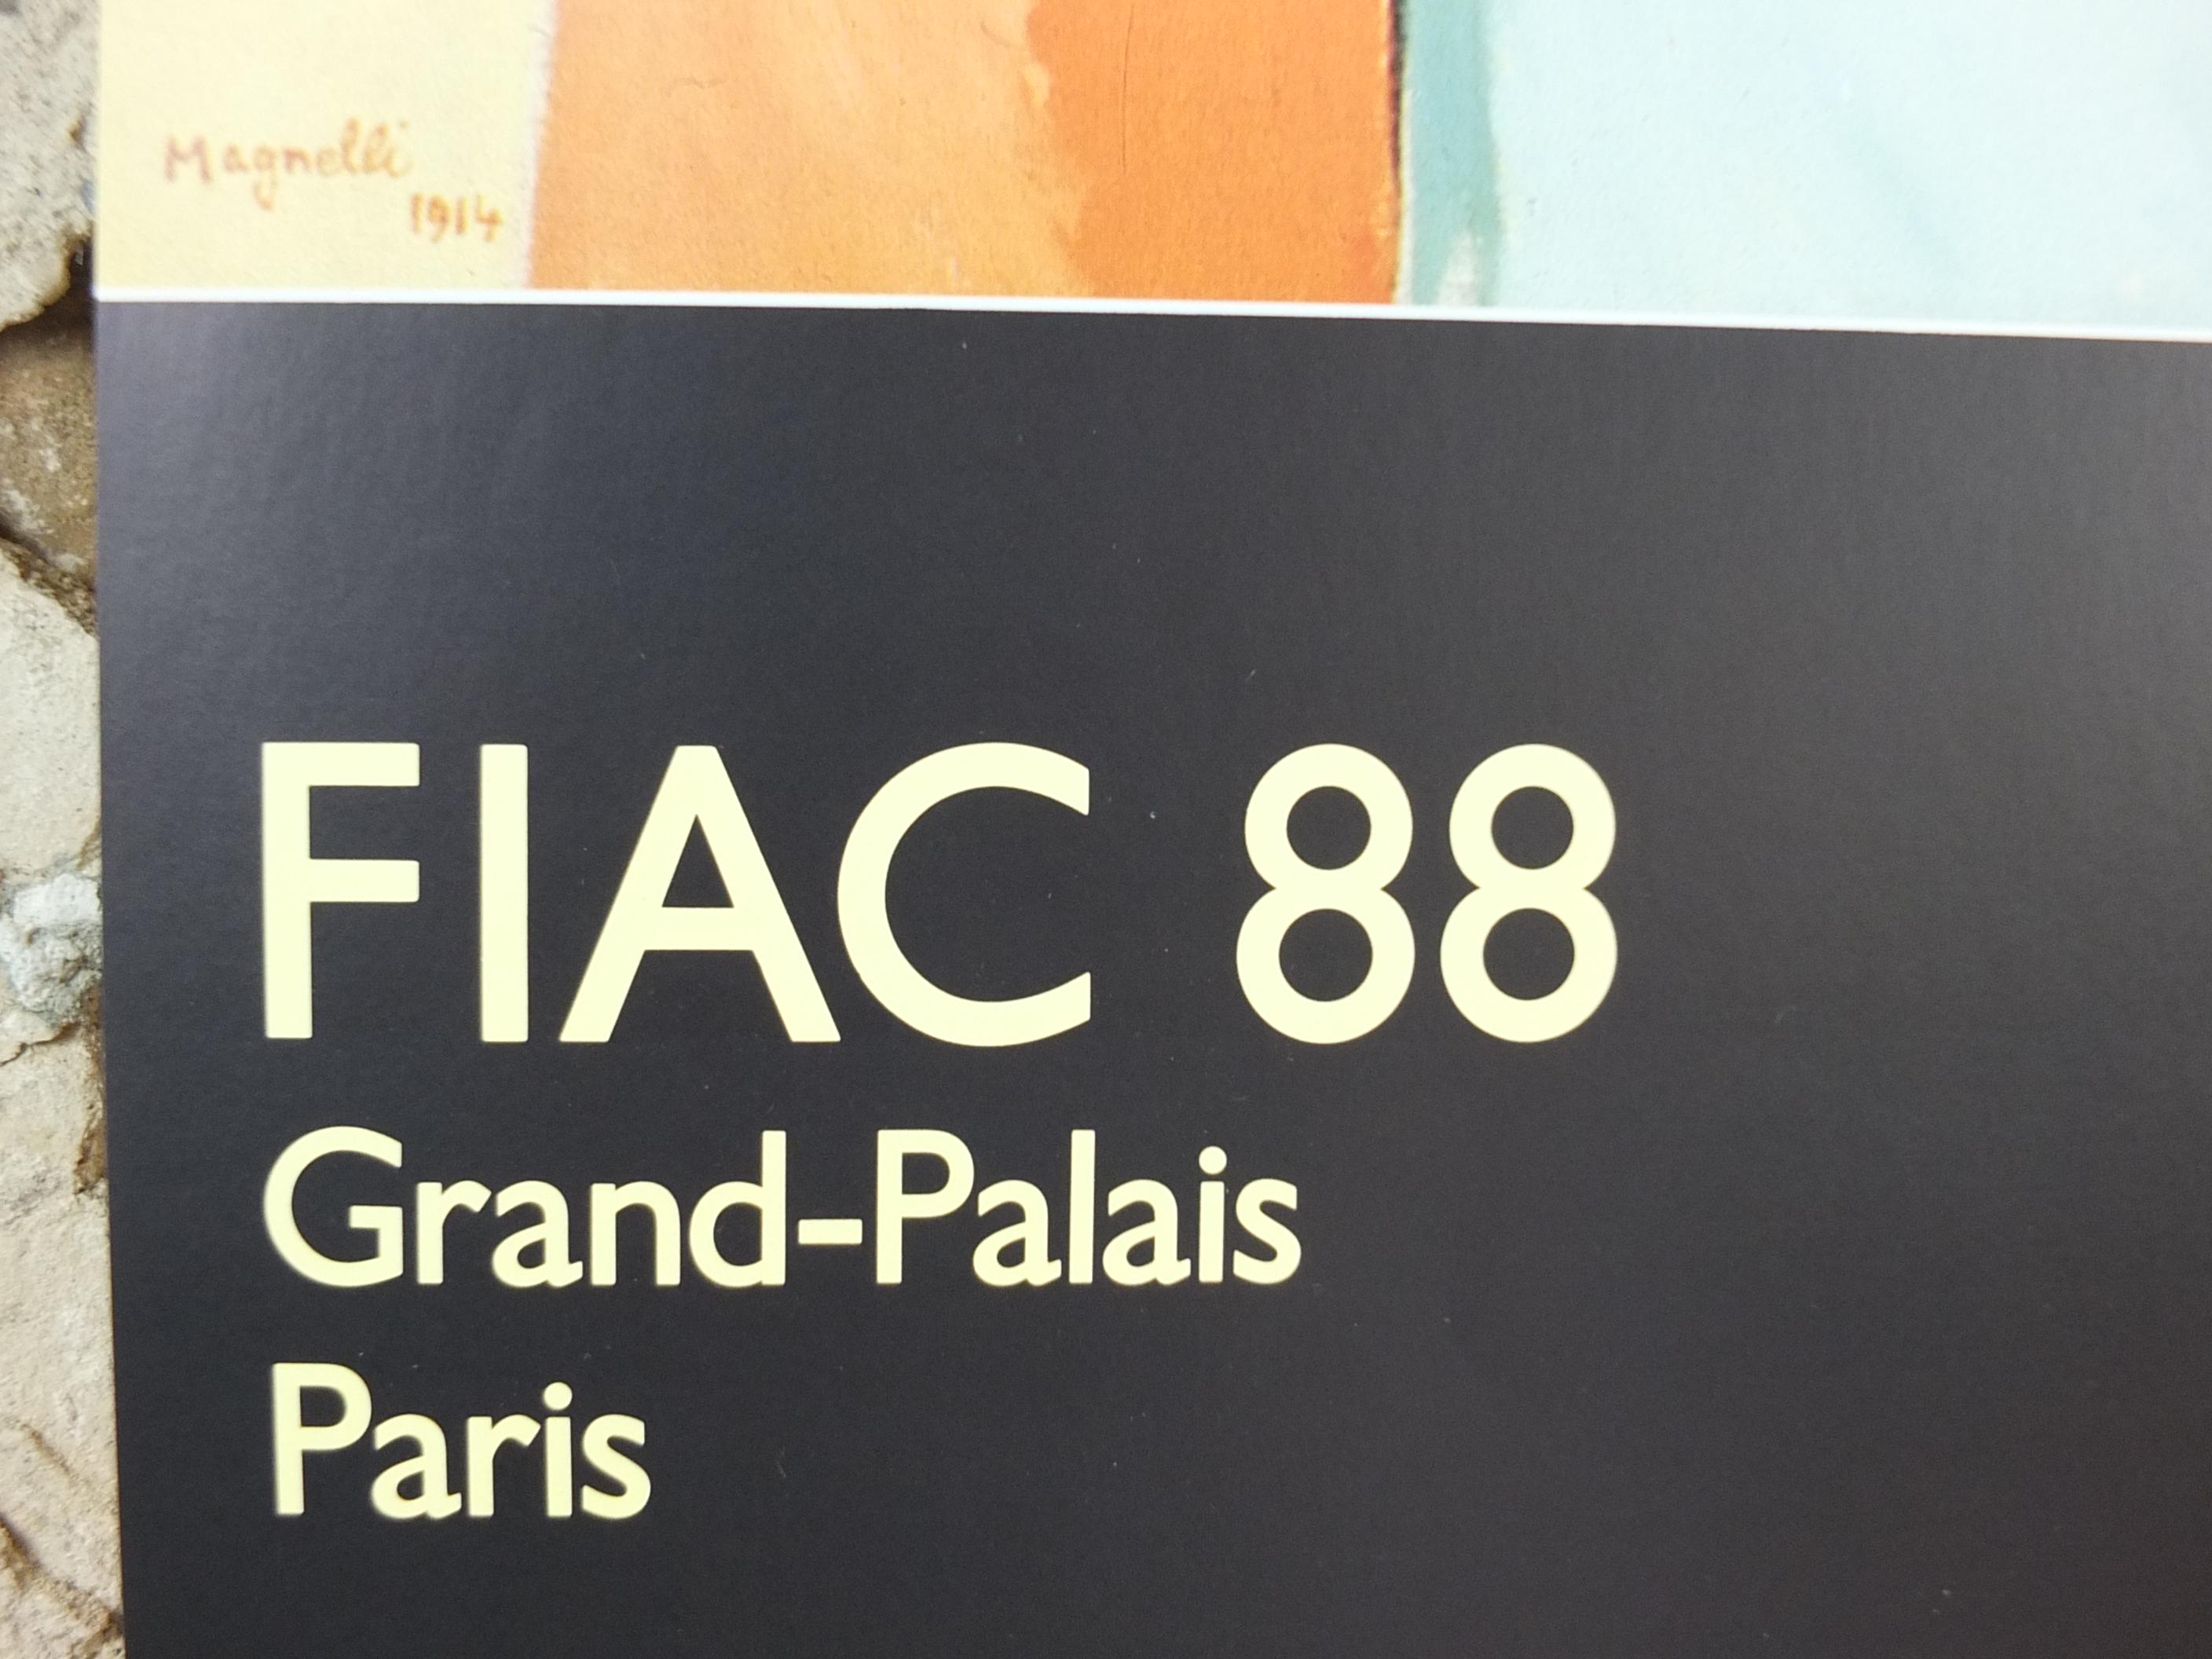 Magnelli
1914
FIAC 88
Grand-Palais
Paris